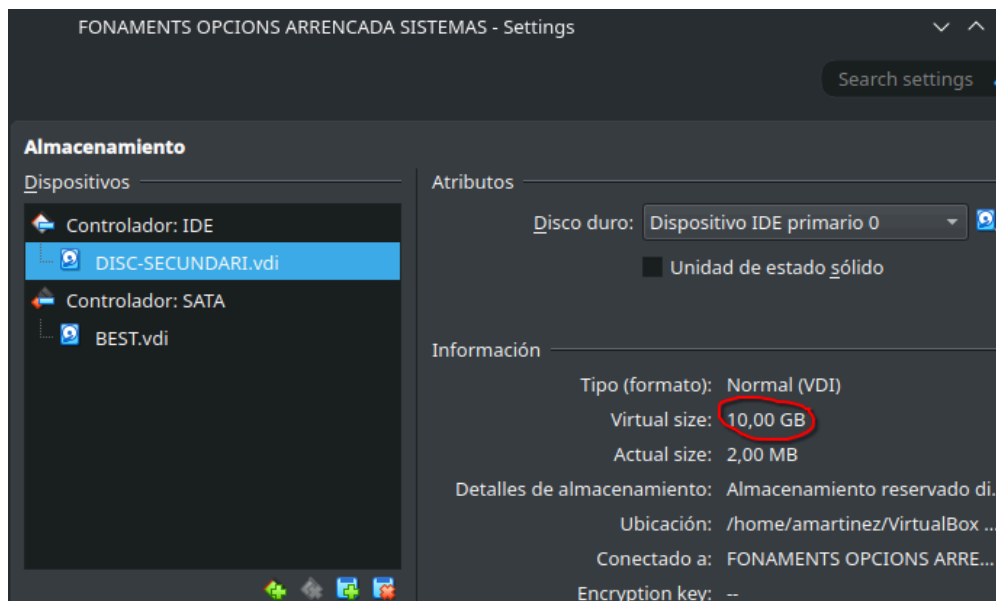 FONAMENTS OPCIONS ARRENCADA SISTEMAS - Settings
Search settings
Almacenamiento
Dispositivos
Controlador: IDE
DISC-SECUNDARI.vdi
Controlador: SATA
BEST.vdi
Atributos
Disco duro: Dispositivo IDE primario 0
Unidad de estado sólido
Información
Tipo (formato): Normal (VDI)
Virtual size: 10,00 GB
Actual size: 2,00 MB
Detalles de almacenamiento: Almacenamiento reservado di...
Ubicación: /home/amartinez/VirtualBox ...
Conectado a: FONAMENTS OPCIONS ARRE...
Encryption key: --